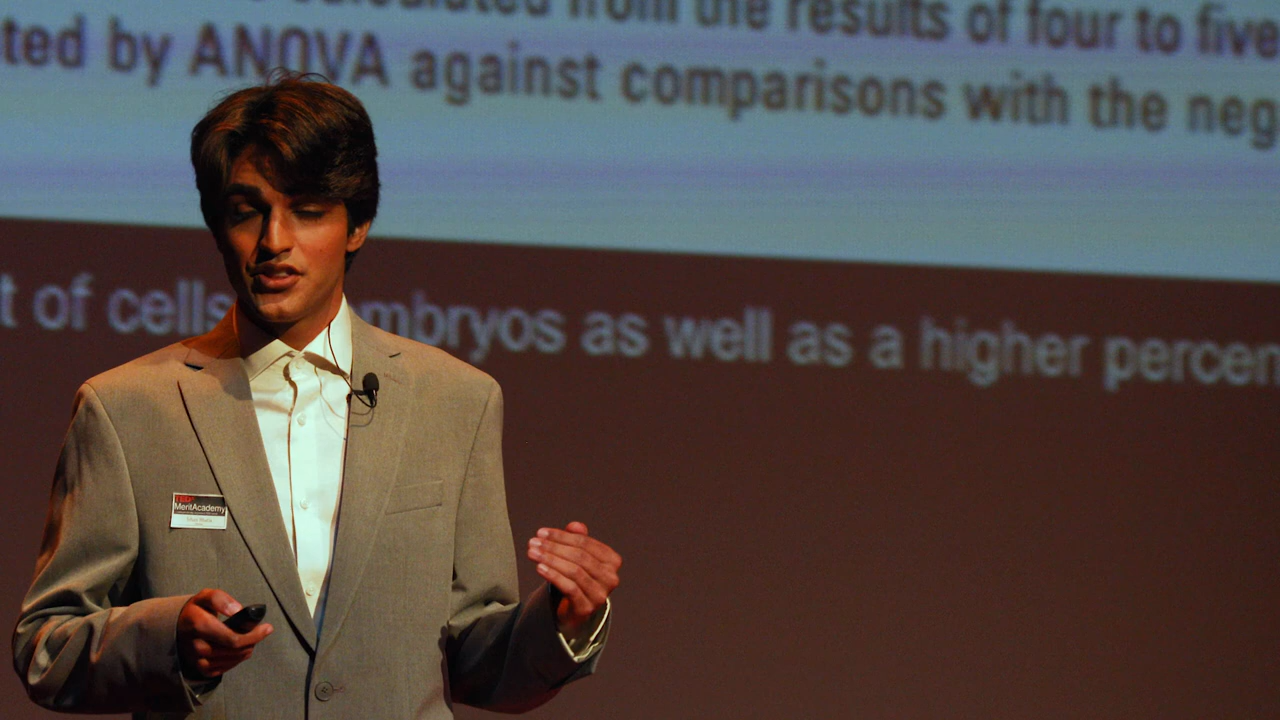 calculated from the results of four to five
ted by ANOVA against comparisons with the neg
t of cells embryos as well as a higher percen
TEDx
MeritAcademy